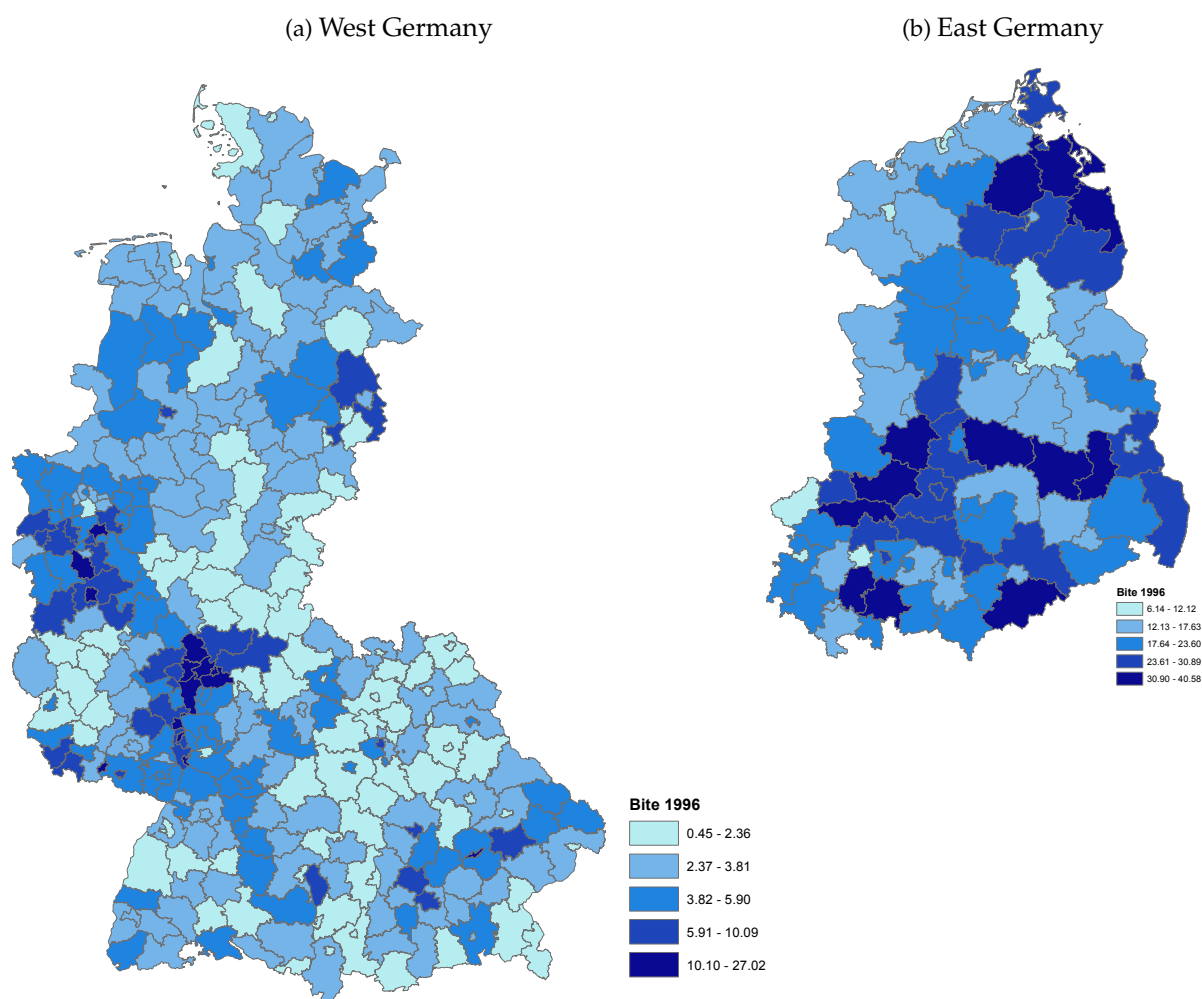 (a) West Germany
(b) East Germany
Bite 1996
6.14 - 12.12
12.13 - 17.63
17.64 - 23.60
23.61 - 30.89
30.90 - 40.58
Bite 1996
0.45 - 2.36
2.37 - 3.81
3.82 - 5.90
5.91 - 10.09
10.10 - 27.02